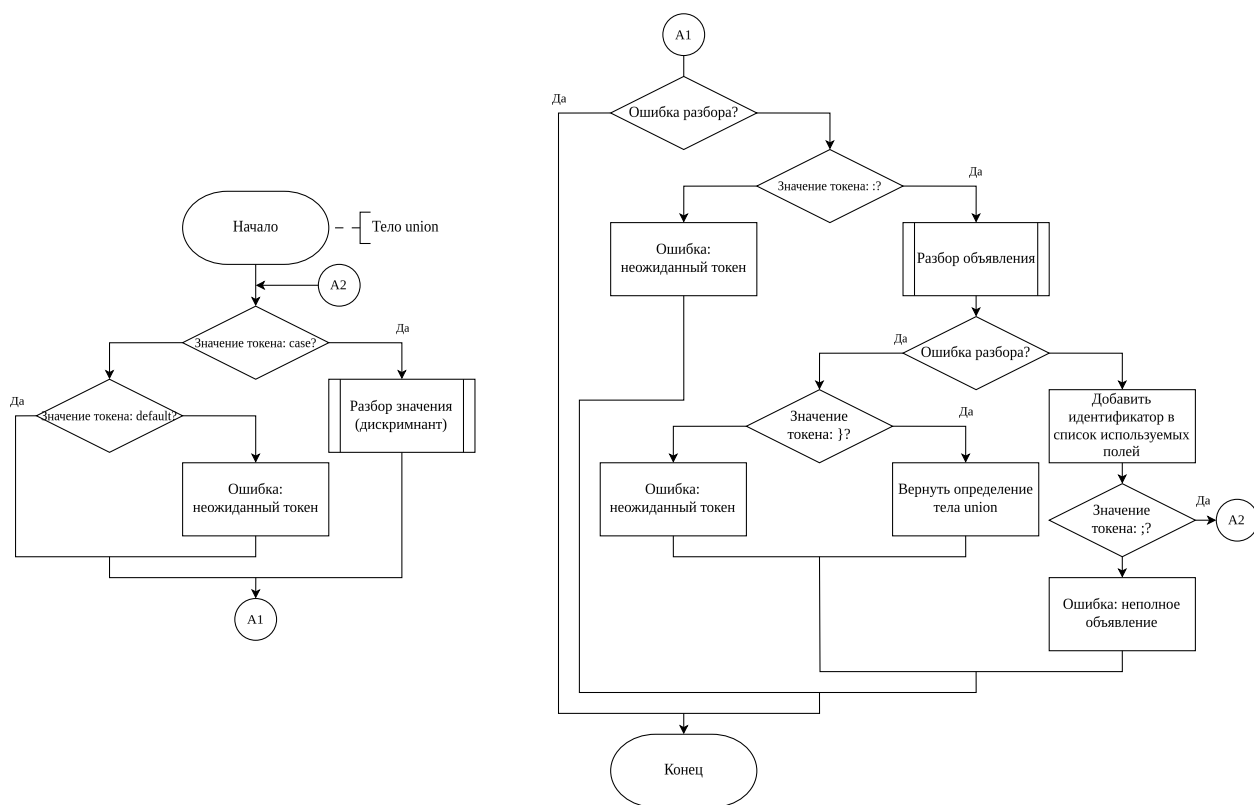 Начало
Тело union
A2
Значение токена: case?
Да
Да
Значение токена: default?
Разбор значения
(дискримнант)
Ошибка:
неожиданный токен
A1
A1
Да
Ошибка разбора?
Значение токена: :?
Да
Ошибка:
неожиданный токен
Разбор объявления
Да
Ошибка разбора?
Значение
токена: }?
Да
Добавить
идентификатор в
список используемых
полей
Ошибка:
неожиданный токен
Вернуть определение
тела union
Значение
токена: ;?
Да
A2
Ошибка: неполное
объявление
Конец